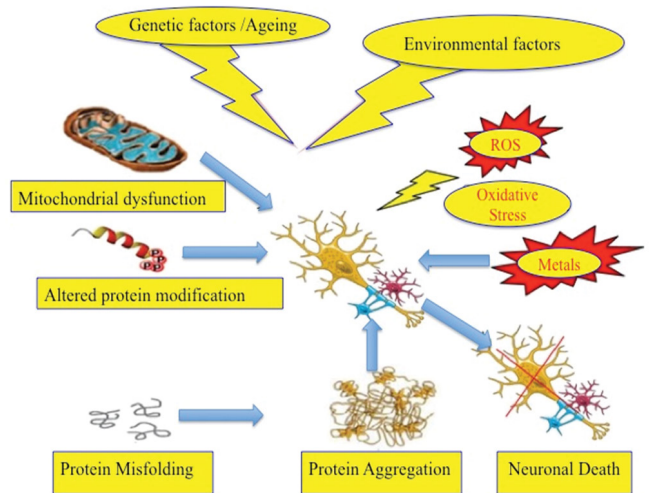 Genetic factors /Ageing
Environmental factors
ROS
Mitochondrial dysfunction
Oxidative
Stress
Metals
P
P
P
P
Altered protein modification
Protein Misfolding
Protein Aggregation
Neuronal Death